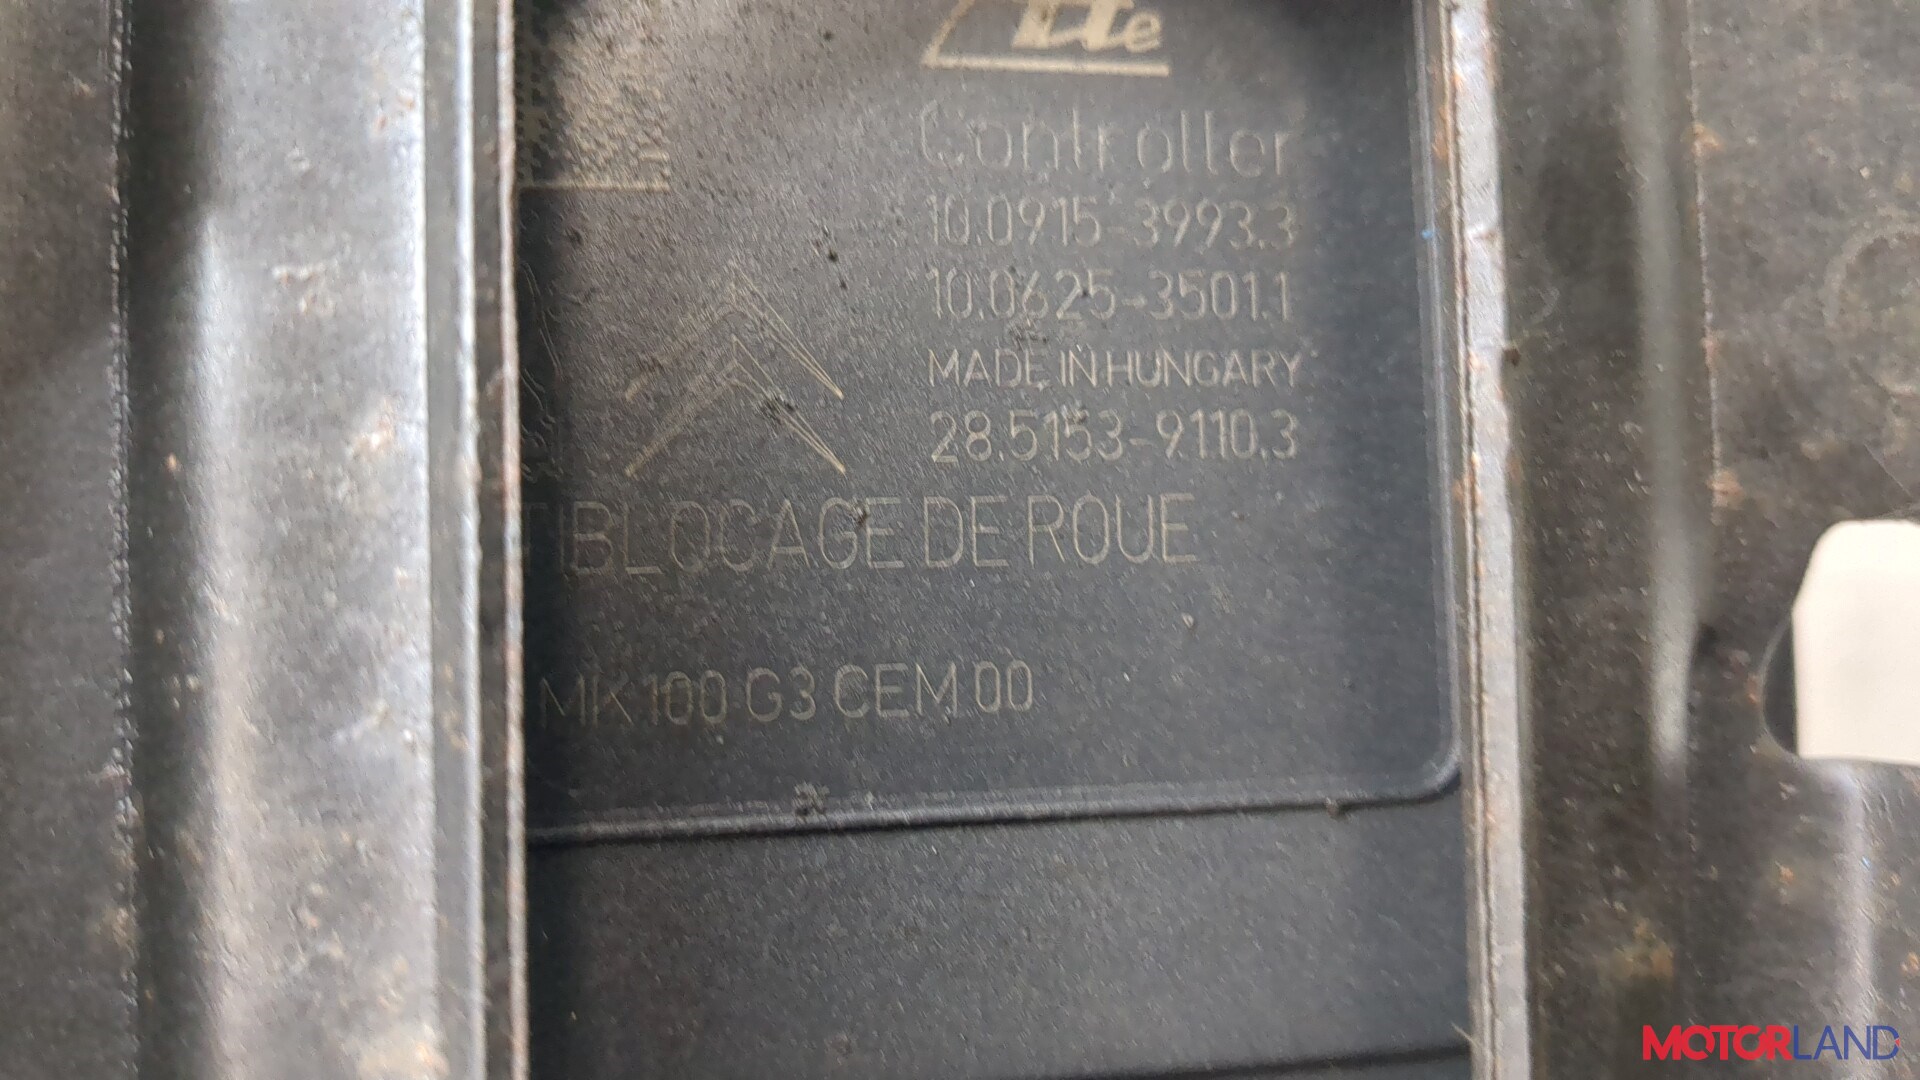 ate
Controller
10.0915-3993.3
10.0625-3501.1
MADE IN HUNGARY
28.5153-9110.3
TIBLOCAGE DE ROUE
MK100 G3 CEM 00
MOTORLAND